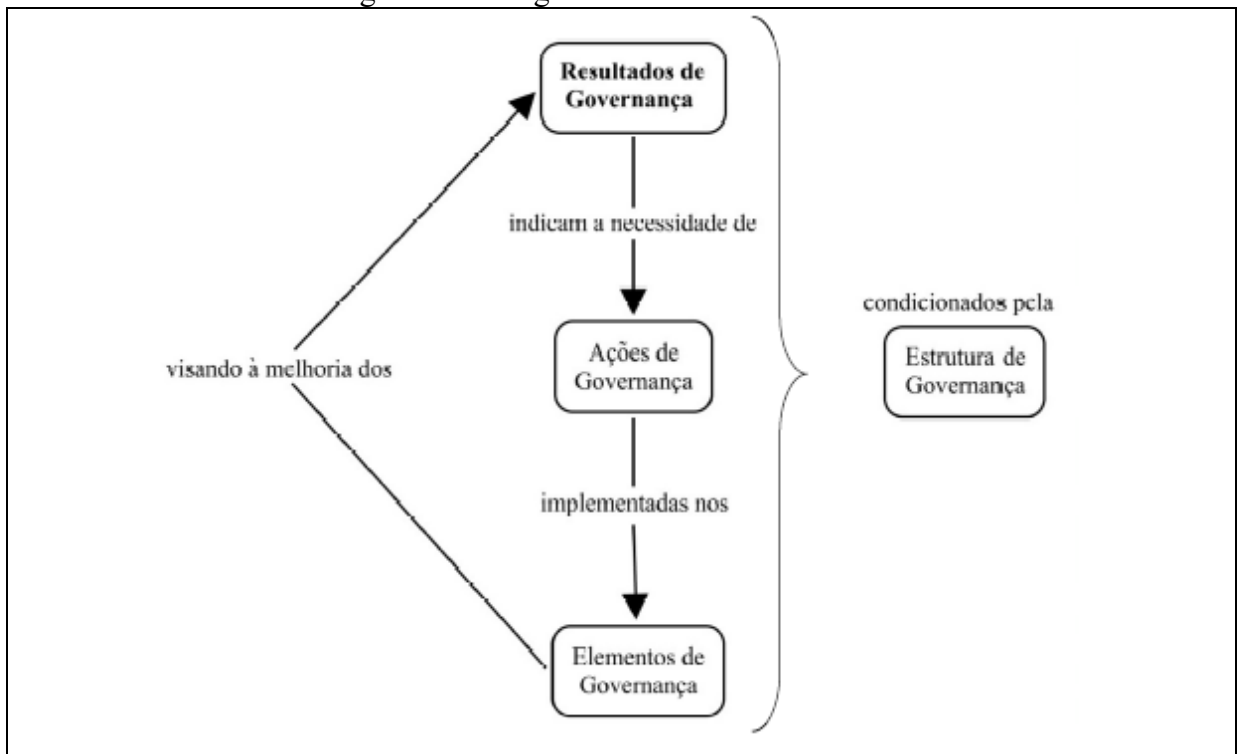 Resultados de
Governança
indicam a necessidade de
condicionados pela
Ações de
Governança
Estrutura de
Governança
visando à melhoria dos
implementadas nos
Elementos de
Governança